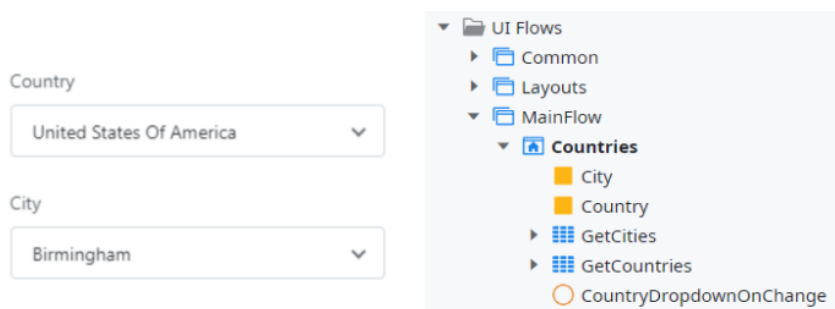 Country
United States Of America
City
Birmingham
UI Flows
Common
Layouts
MainFlow
Countries
City
Country
GetCities
GetCountries
CountryDropdownOnChange